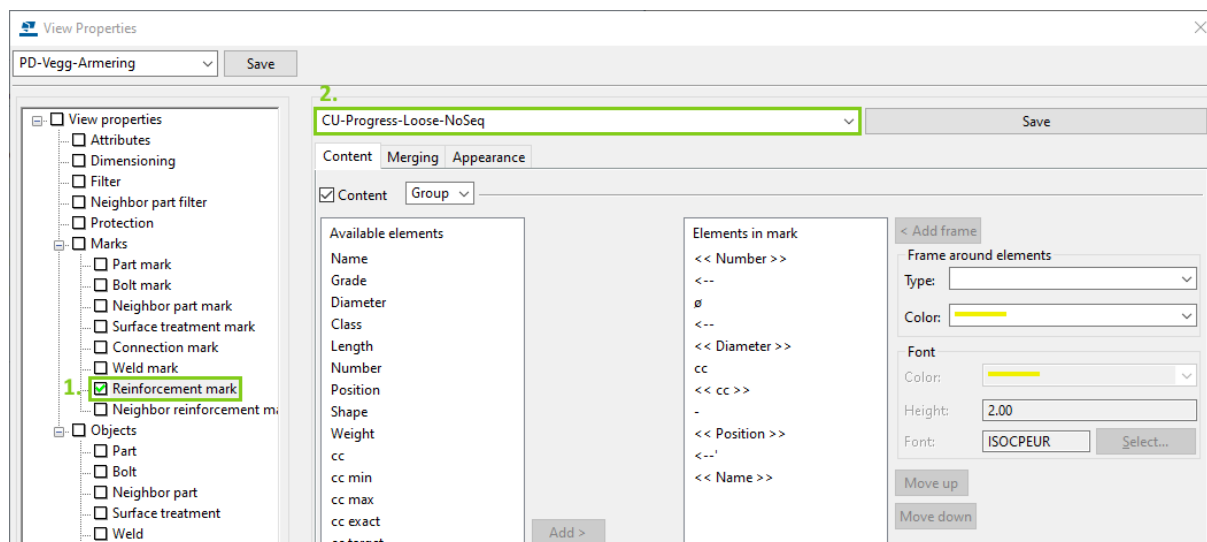 View Properties
PD-Vegg-Armering Save
2.
View properties
Attributes
Dimensioning
Filter
Neighbor part filter
Protection
Marks
Part mark
Bolt mark
Neighbor part mark
Surface treatment mark
Connection mark
Weld mark
1. Reinforcement mark
Neighbor reinforcement ma
Objects
Part
Bolt
Neighbor part
Surface treatment
Weld
CU-Progress-Loose-NoSeq Save
Content Merging Appearance
Content Group
Available elements
Name
Grade
Diameter
Class
Length
Number
Position
Shape
Weight
cc
cc min
cc max
cc exact
cc target
Add >
Elements in mark
<< Number >>
<--
ø
<--
<< Diameter >>
cc
<< cc >>
-
<< Position >>
<--'
<< Name >>
< Add frame
Frame around elements
Type:
Color:
Font
Color:
Height: 2.00
Font: ISOCPEUR Select...
Move up
Move down